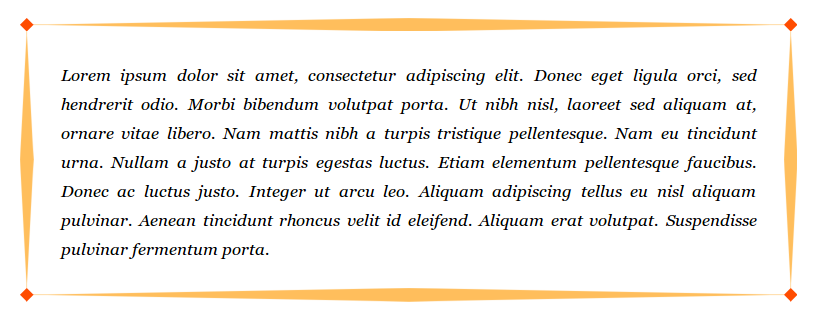 Lorem ipsum dolor sit amet, consectetur adipiscing elit. Donec eget ligula orci, sed
hendrerit odio. Morbi bibendum volutpat porta. Ut nibh nisl, laoreet sed aliquam at,
ornare vitae libero. Nam mattis nibh a turpis tristique pellentesque. Nam eu tincidunt
urna. Nullam a justo at turpis egestas luctus. Etiam elementum pellentesque faucibus.
Donec ac luctus justo. Integer ut arcu leo. Aliquam adipiscing tellus eu nisl aliquam
pulvinar. Aenean tincidunt rhoncus velit id eleifend. Aliquam erat volutpat. Suspendisse
pulvinar fermentum porta.